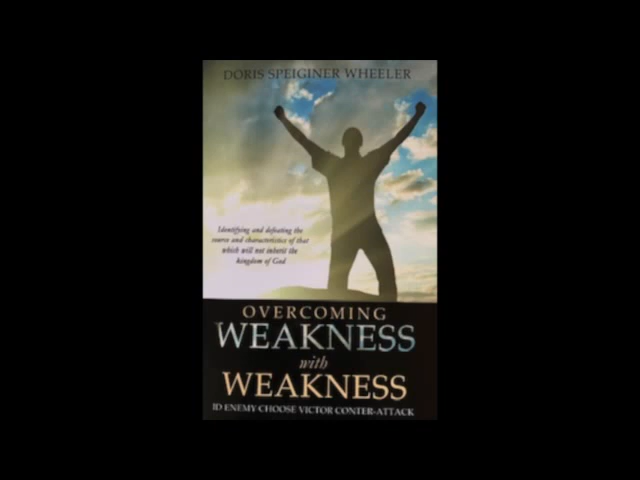 DORIS SPEIGINER WHEELER
Identifying and defeating the
source and characteristics of that
which will not inherit the
kingdom of God
OVERCOMING
WEAKNESS
with
WEAKNESS
ID ENEMY-CHOOSE VICTOR CONTER-ATTACK